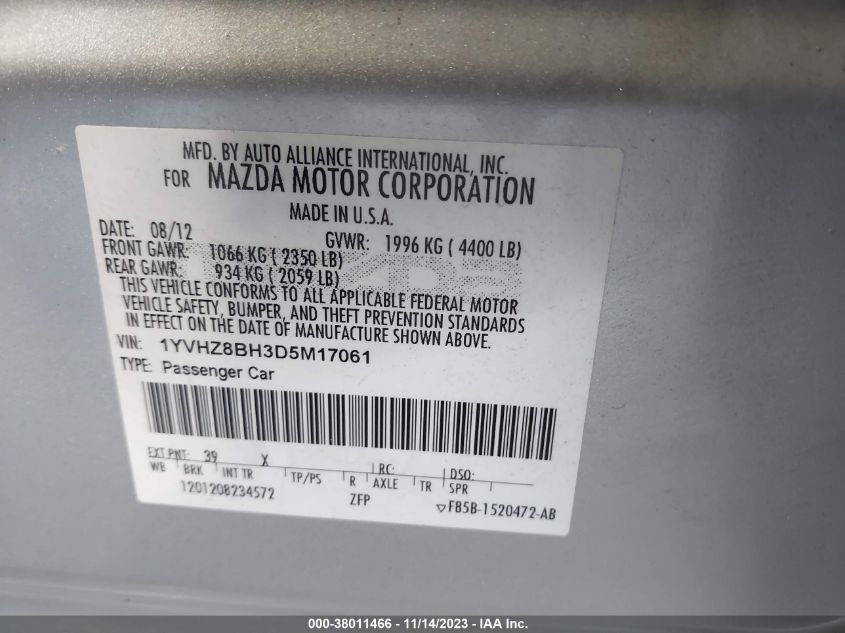 MFD. BY AUTO ALLIANCE INTERNATIONAL, INC.
FOR MAZDA MOTOR CORPORATION
MADE IN U.S.A.
DATE: 08/12 GVWR: 1996 KG ( 4400 LB)
FRONT GAWR: 1066 KG ( 2350 LB)
REAR GAWR: 934 KG ( 2059 LB)
THIS VEHICLE CONFORMS TO ALL APPLICABLE FEDERAL MOTOR
VEHICLE SAFETY, BUMPER, AND THEFT PREVENTION STANDARDS
IN EFFECT ON THE DATE OF MANUFACTURE SHOWN ABOVE.
VIN: 1YVHZ8BH3D5M17061
TYPE: Passenger Car
EXT PNT: 39 X RC: DSO:
WB BRK INT TR TP/PS R AXLE TR SPR
1201208234572 ZFP
▽F85B-1520472-AB
000-38011466 - 11/14/2023 - IAA Inc.